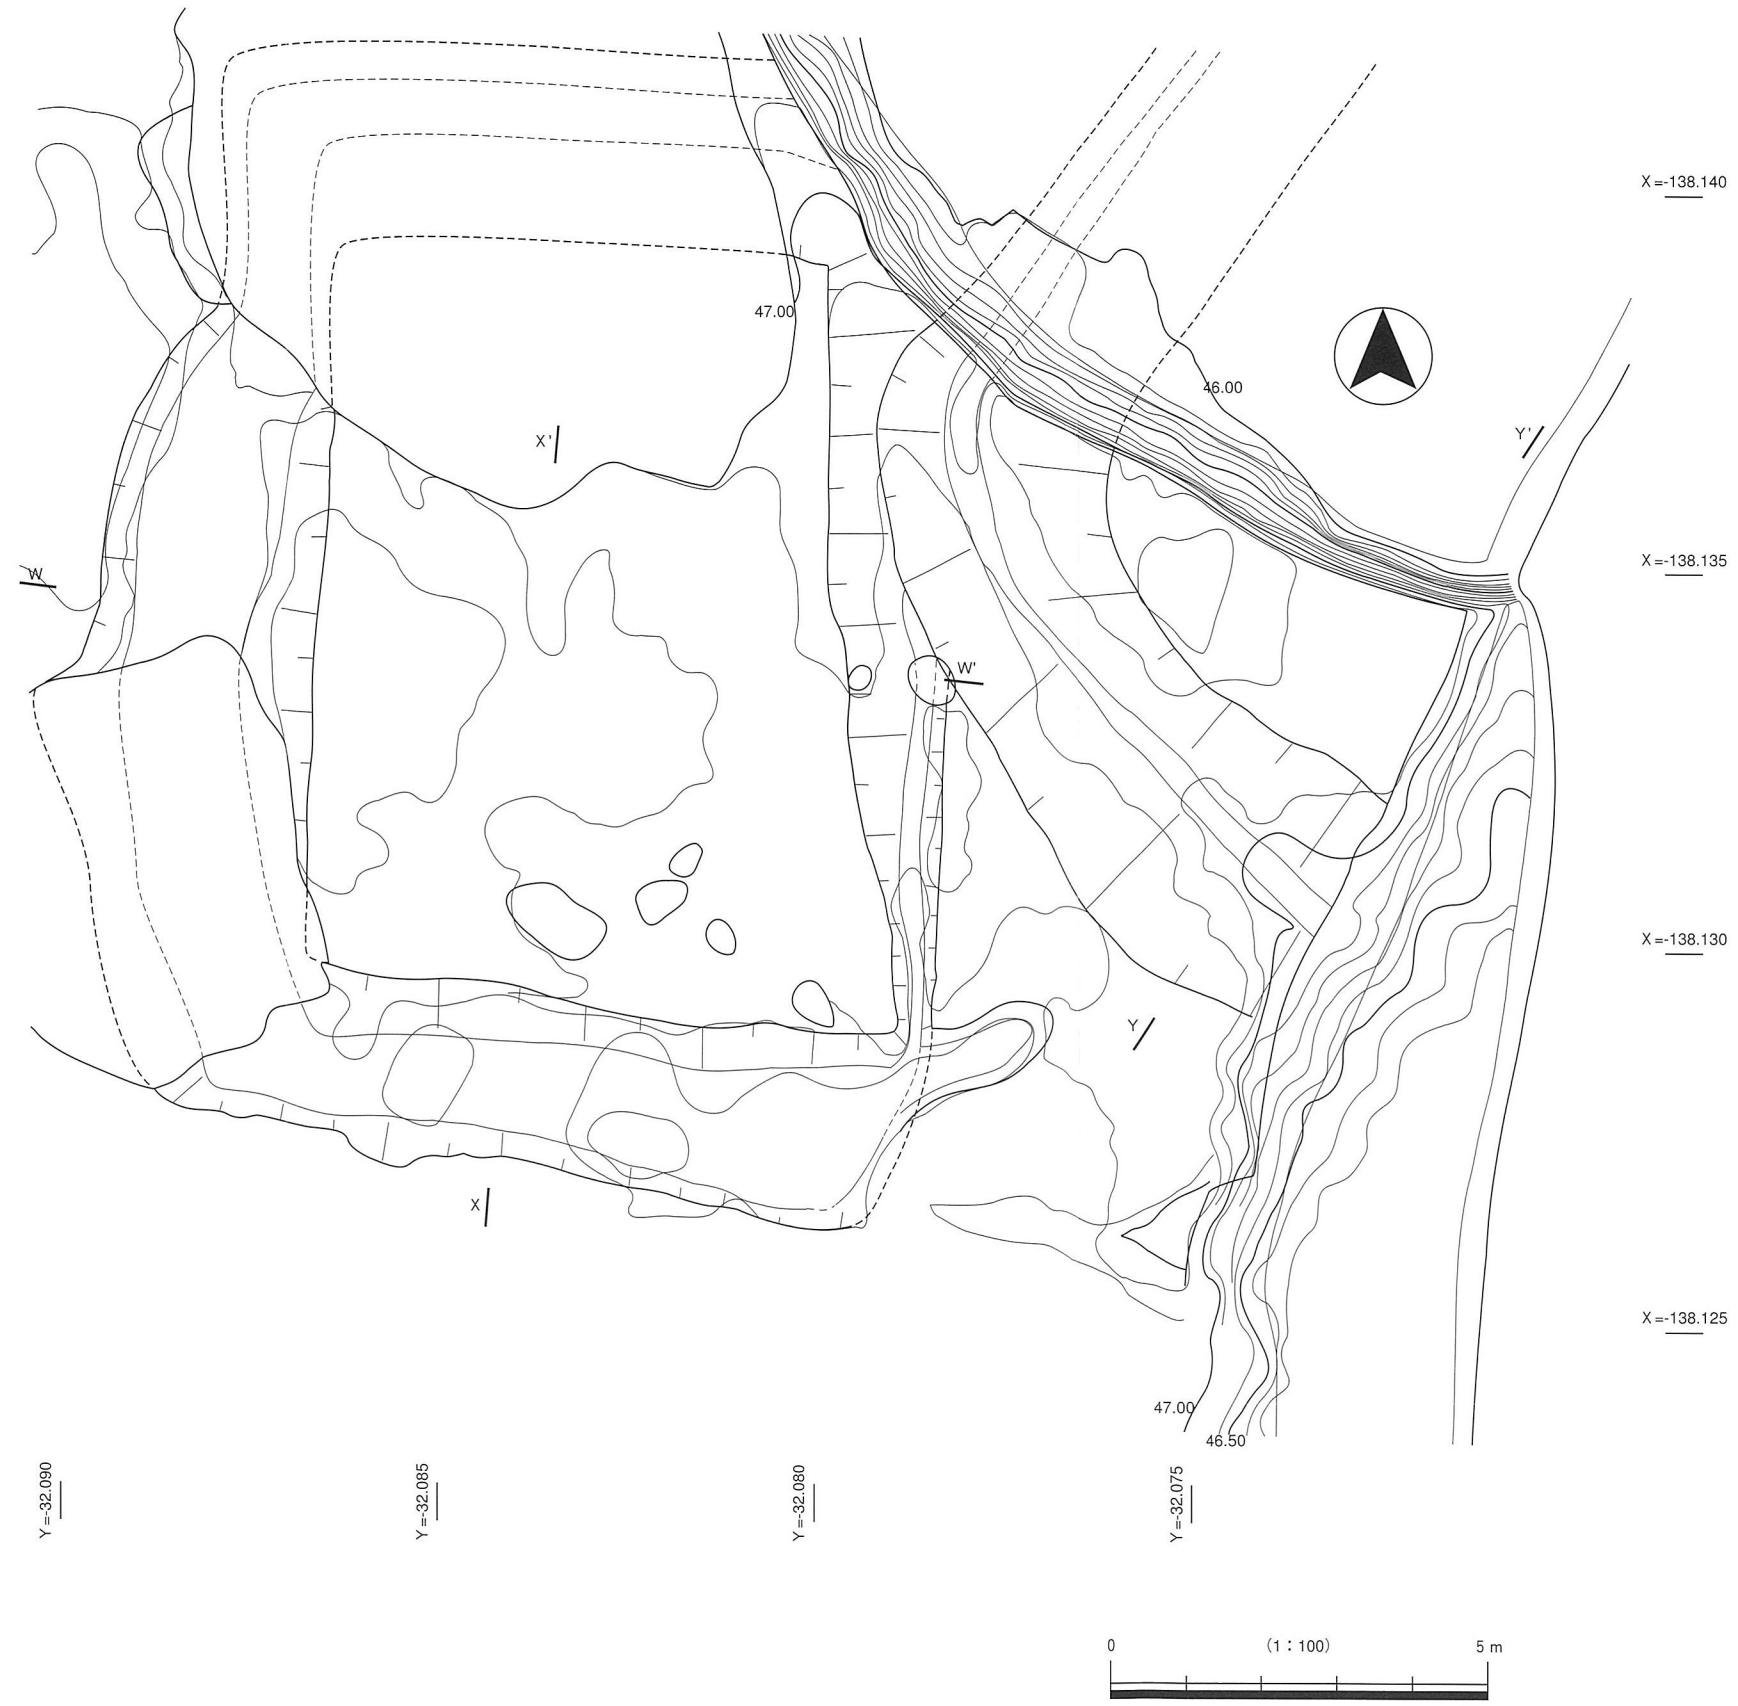 X=-138.140
47.00
46.00
X'
Y'
X=-138.135
W
W'
X=-138.130
Y
X
X=-138.125
47.00
46.50
Y=-32.090
Y=-32.085
Y=-32.080
Y=-32.075
0 (1：100) 5 m